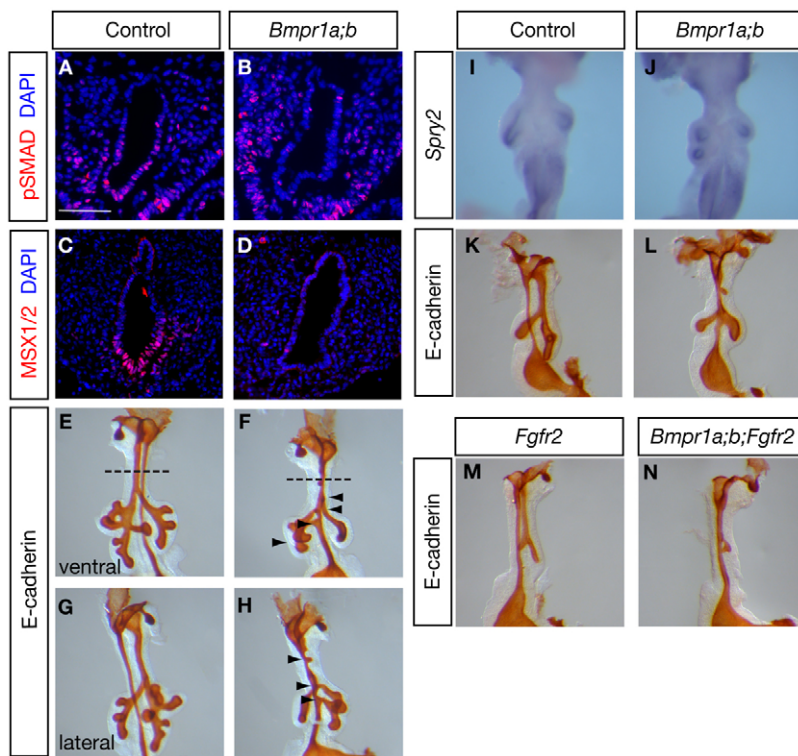 Control
Bmpr1a;b
Control
Bmpr1a;b
pSMAD DAPI
A
B
Spry2
I
J
MSX1/2 DAPI
C
D
E-cadherin
K
L
E-cadherin
E
ventral
F
Fgfr2
Bmpr1a;b;Fgfr2
E-cadherin
M
N
G
lateral
H